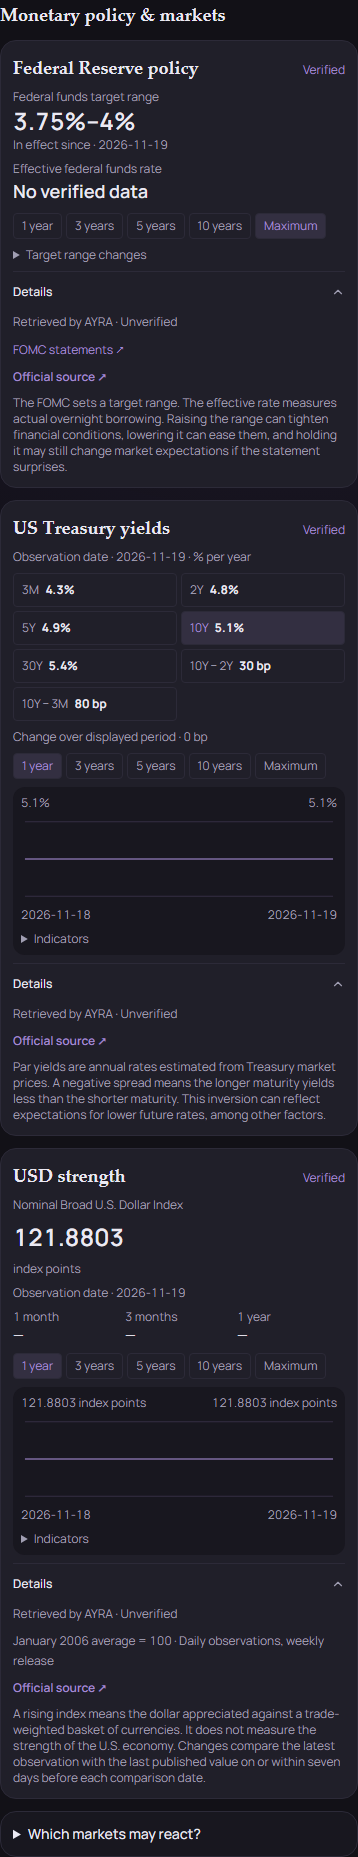 Monetary policy & markets
Federal Reserve policy
Verified
Federal funds target range
3.75%–4%
In effect since · 2026-11-19
Effective federal funds rate
No verified data
1 year
3 years
5 years
10 years
Maximum
Target range changes
Details
Retrieved by AYRA · Unverified
FOMC statements ↗
Official source ↗
The FOMC sets a target range. The effective rate measures
actual overnight borrowing. Raising the range can tighten
financial conditions, lowering it can ease them, and holding
it may still change market expectations if the statement
surprises.
US Treasury yields
Verified
Observation date · 2026-11-19 · % per year
3M 4.3%
2Y 4.8%
5Y 4.9%
10Y 5.1%
30Y 5.4%
10Y − 2Y 30 bp
10Y − 3M 80 bp
Change over displayed period · 0 bp
1 year
3 years
5 years
10 years
Maximum
5.1%
5.1%
2026-11-18
2026-11-19
Indicators
Details
Retrieved by AYRA · Unverified
Official source ↗
Par yields are annual rates estimated from Treasury market
prices. A negative spread means the longer maturity yields
less than the shorter maturity. This inversion can reflect
expectations for lower future rates, among other factors.
USD strength
Verified
Nominal Broad U.S. Dollar Index
121.8803
index points
Observation date · 2026-11-19
1 month
3 months
1 year
—
—
—
1 year
3 years
5 years
10 years
Maximum
121.8803 index points
121.8803 index points
2026-11-18
2026-11-19
Indicators
Details
Retrieved by AYRA · Unverified
January 2006 average = 100 · Daily observations, weekly
release
Official source ↗
A rising index means the dollar appreciated against a trade-
weighted basket of currencies. It does not measure the
strength of the U.S. economy. Changes compare the latest
observation with the last published value on or within seven
days before each comparison date.
Which markets may react?